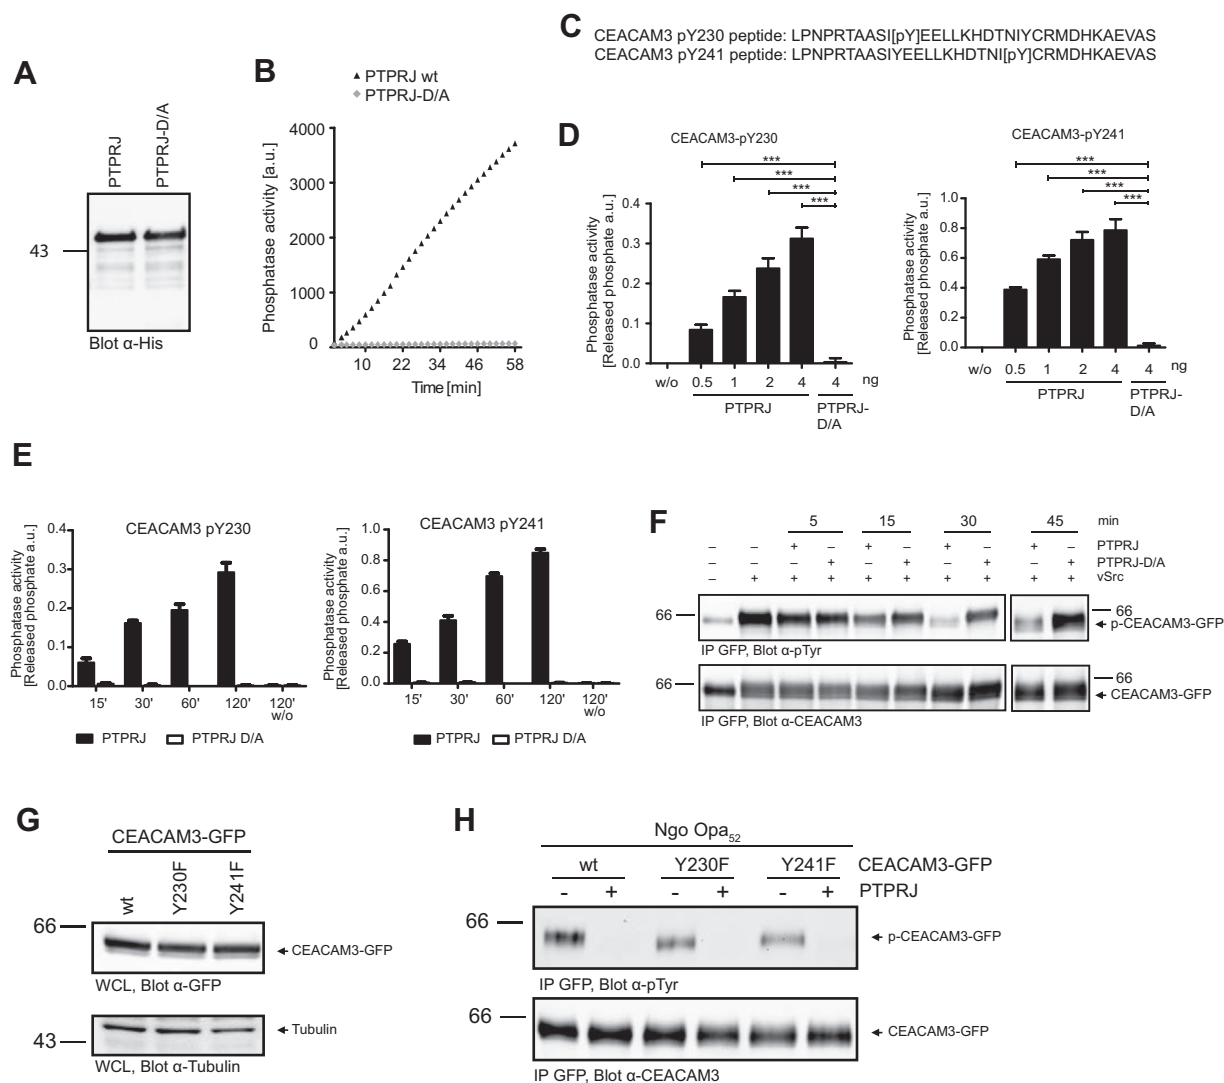 A
PTPRJ
PTPRJ-D/A
43
Blot α-His
B
▲ PTPRJ wt
◆ PTPRJ-D/A
Phosphatase activity [a.u.]
4000
3000
2000
1000
0
10 22 34 46 58
Time [min]
C
CEACAM3 pY230 peptide: LPNPRTAASI[pY]EELLKHDTNIYCRMDHKAEVAS
CEACAM3 pY241 peptide: LPNPRTAASIYEELLKHDTNI[pY]CRMDHKAEVAS
D
CEACAM3-pY230
***
***
***
***
Phosphatase activity
[Released phosphate a.u.]
0.4
0.3
0.2
0.1
0.0
w/o 0.5 1 2 4 4 ng
PTPRJ PTPRJ-
D/A
CEACAM3-pY241
***
***
***
***
Phosphatase activity
[Released phosphate a.u.]
1.0
0.8
0.6
0.4
0.2
0.0
w/o 0.5 1 2 4 4 ng
PTPRJ PTPRJ-
D/A
E
CEACAM3 pY230
Phosphatase activity
[Released phosphate a.u.]
0.4
0.3
0.2
0.1
0.0
15' 30' 60' 120' 120'
w/o
PTPRJ PTPRJ D/A
CEACAM3 pY241
Phosphatase activity
[Released phosphate a.u.]
1.0
0.8
0.6
0.4
0.2
0.0
15' 30' 60' 120' 120'
w/o
PTPRJ PTPRJ D/A
F
5 15 30 45 min
– – + – + – + – + – PTPRJ
– – – + – + – + – + PTPRJ-D/A
– + + + + + + + + + vSrc
66 66
p-CEACAM3-GFP
IP GFP, Blot α-pTyr
66 66
CEACAM3-GFP
IP GFP, Blot α-CEACAM3
G
CEACAM3-GFP
wt
Y230F
Y241F
66
CEACAM3-GFP
WCL, Blot α-GFP
Tubulin
43
WCL, Blot α-Tubulin
H
Ngo Opa52
wt Y230F Y241F CEACAM3-GFP
- + - + - + PTPRJ
66
p-CEACAM3-GFP
IP GFP, Blot α-pTyr
66
CEACAM3-GFP
IP GFP, Blot α-CEACAM3